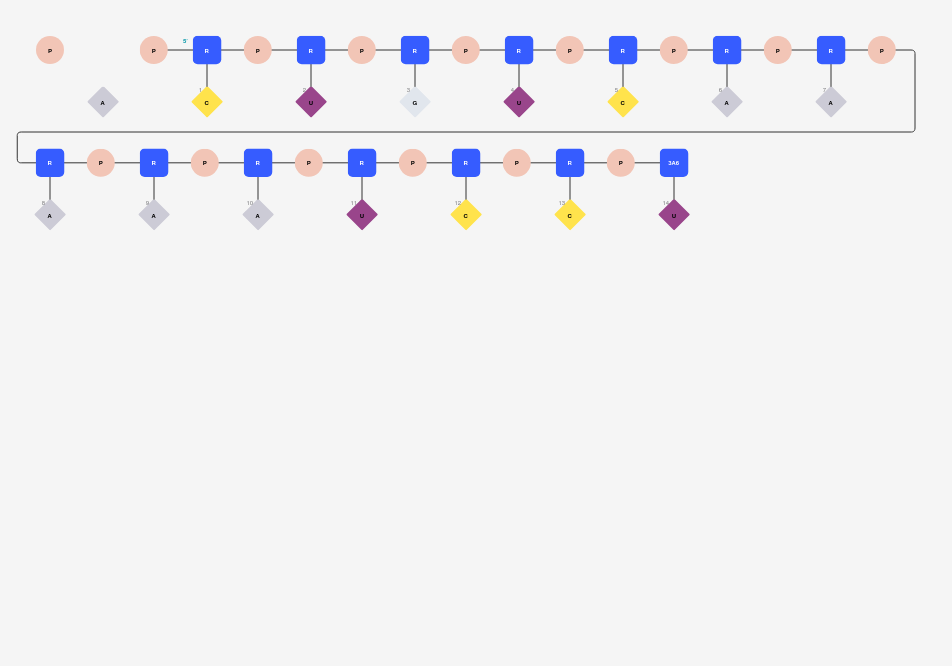 P P 5' R P R P R P R P R P R P R P
A 1 C 2 U 3 G 4 U 5 C 6 A 7 A
R P R P R P R P R P R P 3A6
8 A 9 A 10 A 11 U 12 C 13 C 14 U